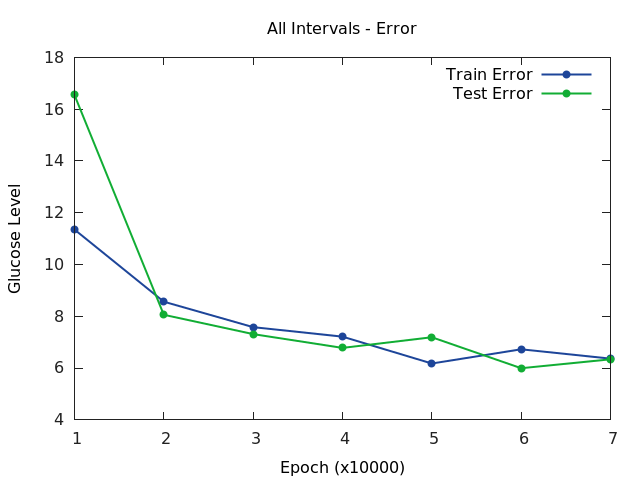 All Intervals - Error
18
16
14
12
10
8
6
4
Glucose Level
Train Error
Test Error
1 2 3 4 5 6 7
Epoch (x10000)